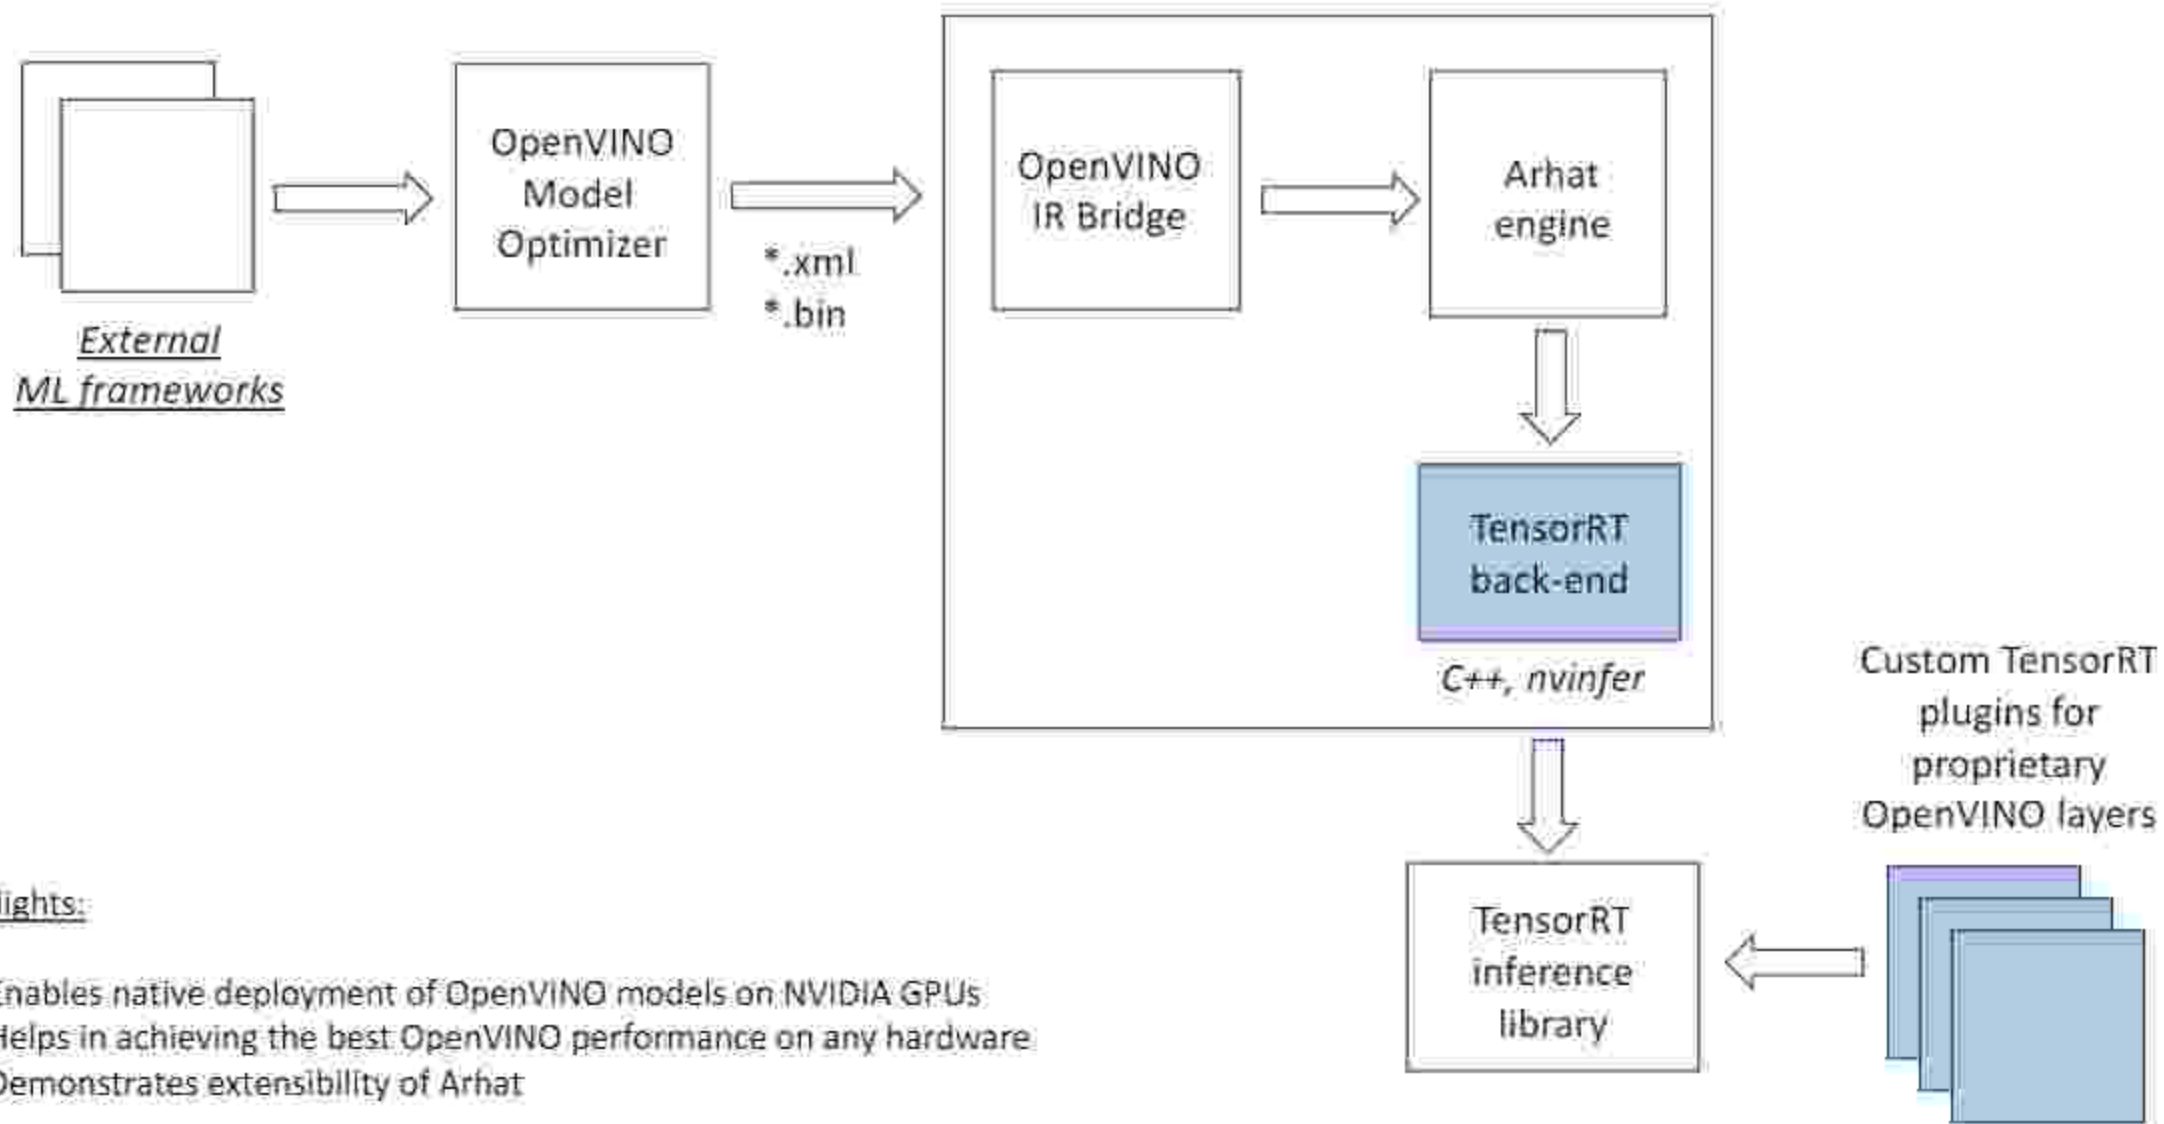 External
ML frameworks
OpenVINO
Model
Optimizer
*.xml
*.bin
OpenVINO
IR Bridge
Arhat
engine
TensorRT
back-end
C++, nvinfer
Custom TensorRT
plugins for
proprietary
OpenVINO layers
TensorRT
inference
library
lights:
Enables native deployment of OpenVINO models on NVIDIA GPUs
Helps in achieving the best OpenVINO performance on any hardware
Demonstrates extensibility of Arhat